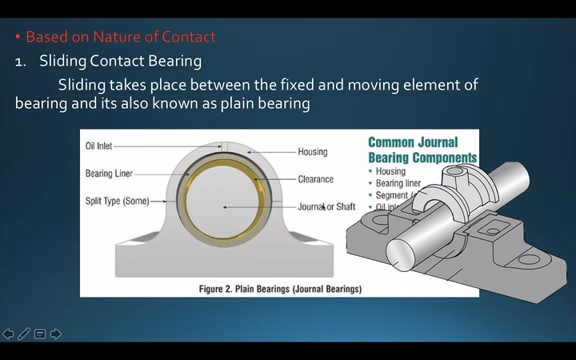 • Based on Nature of Contact
1. Sliding Contact Bearing
Sliding takes place between the fixed and moving element of
bearing and its also known as plain bearing
Oil Inlet
Bearing Liner
Split Type (Some)
Housing
Clearance
Journal or Shaft
Figure 2. Plain Bearings (Journal Bearings)
Common Journal
Bearing Components
• Housing
• Bearing liner
• Segment
• Oil